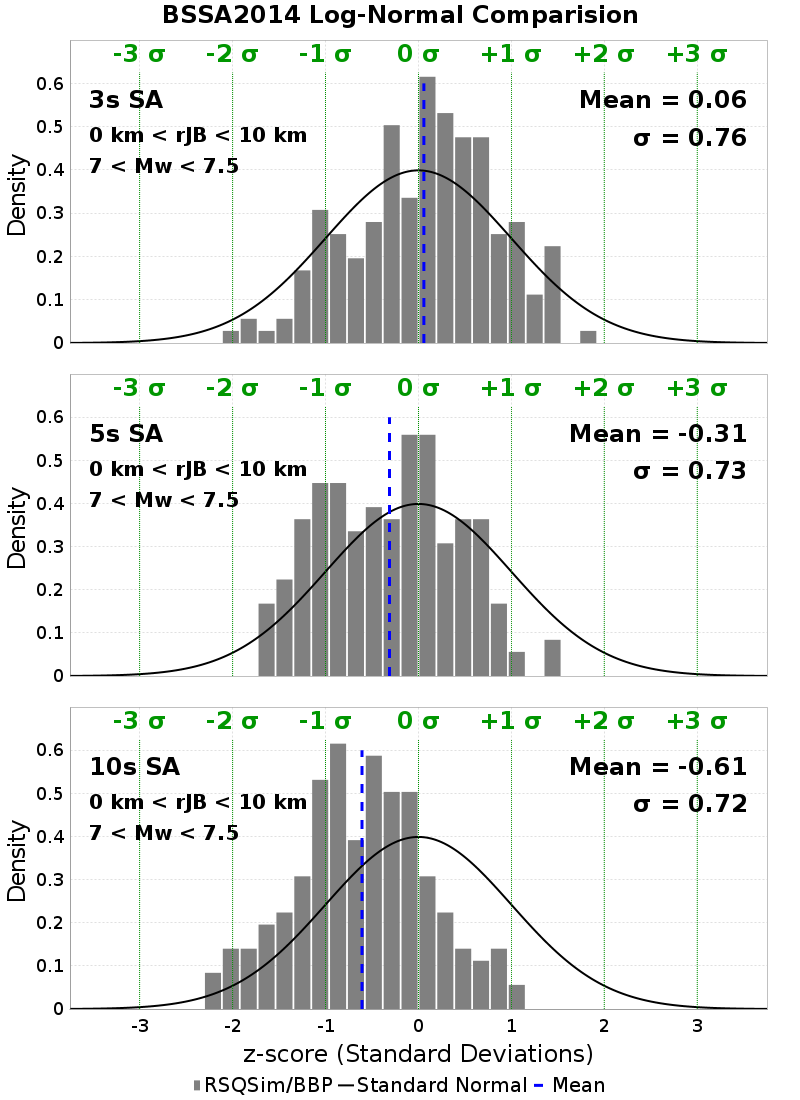 BSSA2014 Log-Normal Comparision
-3 σ -2 σ -1 σ 0 σ +1 σ +2 σ +3 σ
3s SA
0 km < rJB < 10 km
7 < Mw < 7.5
Mean = 0.06
σ = 0.76
Density
0.6
0.5
0.4
0.3
0.2
0.1
0
-3 σ -2 σ -1 σ 0 σ +1 σ +2 σ +3 σ
5s SA
0 km < rJB < 10 km
7 < Mw < 7.5
Mean = -0.31
σ = 0.73
Density
0.6
0.5
0.4
0.3
0.2
0.1
0
-3 σ -2 σ -1 σ 0 σ +1 σ +2 σ +3 σ
10s SA
0 km < rJB < 10 km
7 < Mw < 7.5
Mean = -0.61
σ = 0.72
Density
0.6
0.5
0.4
0.3
0.2
0.1
0
-3 -2 -1 0 1 2 3
z-score (Standard Deviations)
RSQSim/BBP Standard Normal Mean